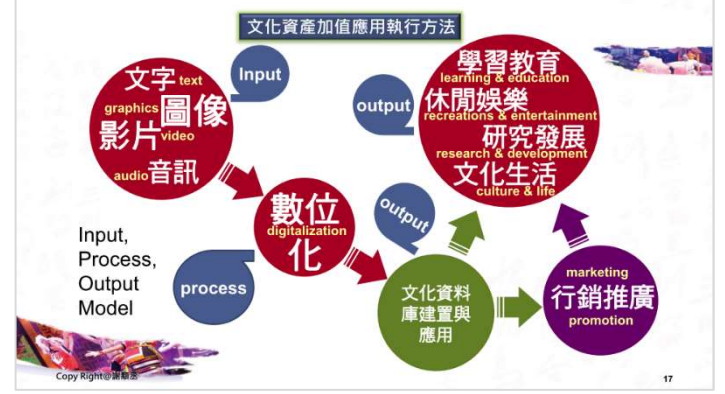 文化資產加值應用執行方法
Input
文字 text
graphics 圖像
影片 video
audio 音訊
output
學習教育
learning & education
休閒娛樂
recreations & entertainment
研究發展
research & development
文化生活
culture & life
數位
digitalization
化
process
output
Input,
Process,
Output
Model
文化資料
庫建置與
應用
marketing
行銷推廣
promotion
Copy Right@謝顒丞
17